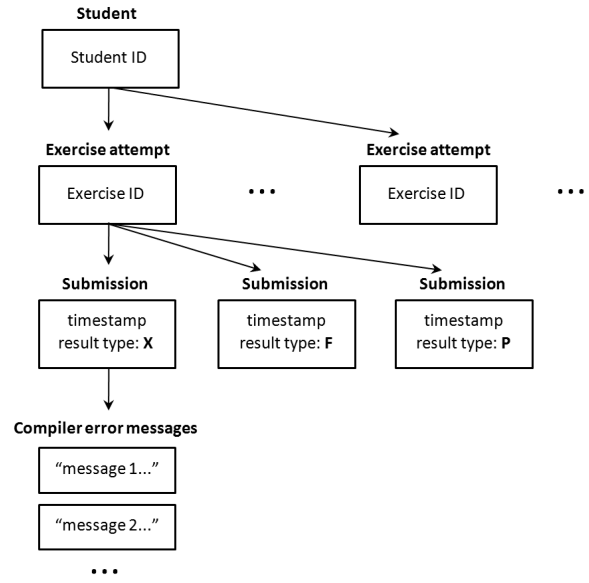 Student
Student ID
Exercise attempt
Exercise attempt
Exercise ID
...
Exercise ID
...
Submission
Submission
Submission
timestamp
result type: X
timestamp
result type: F
timestamp
result type: P
Compiler error messages
“message 1...”
“message 2...”
...